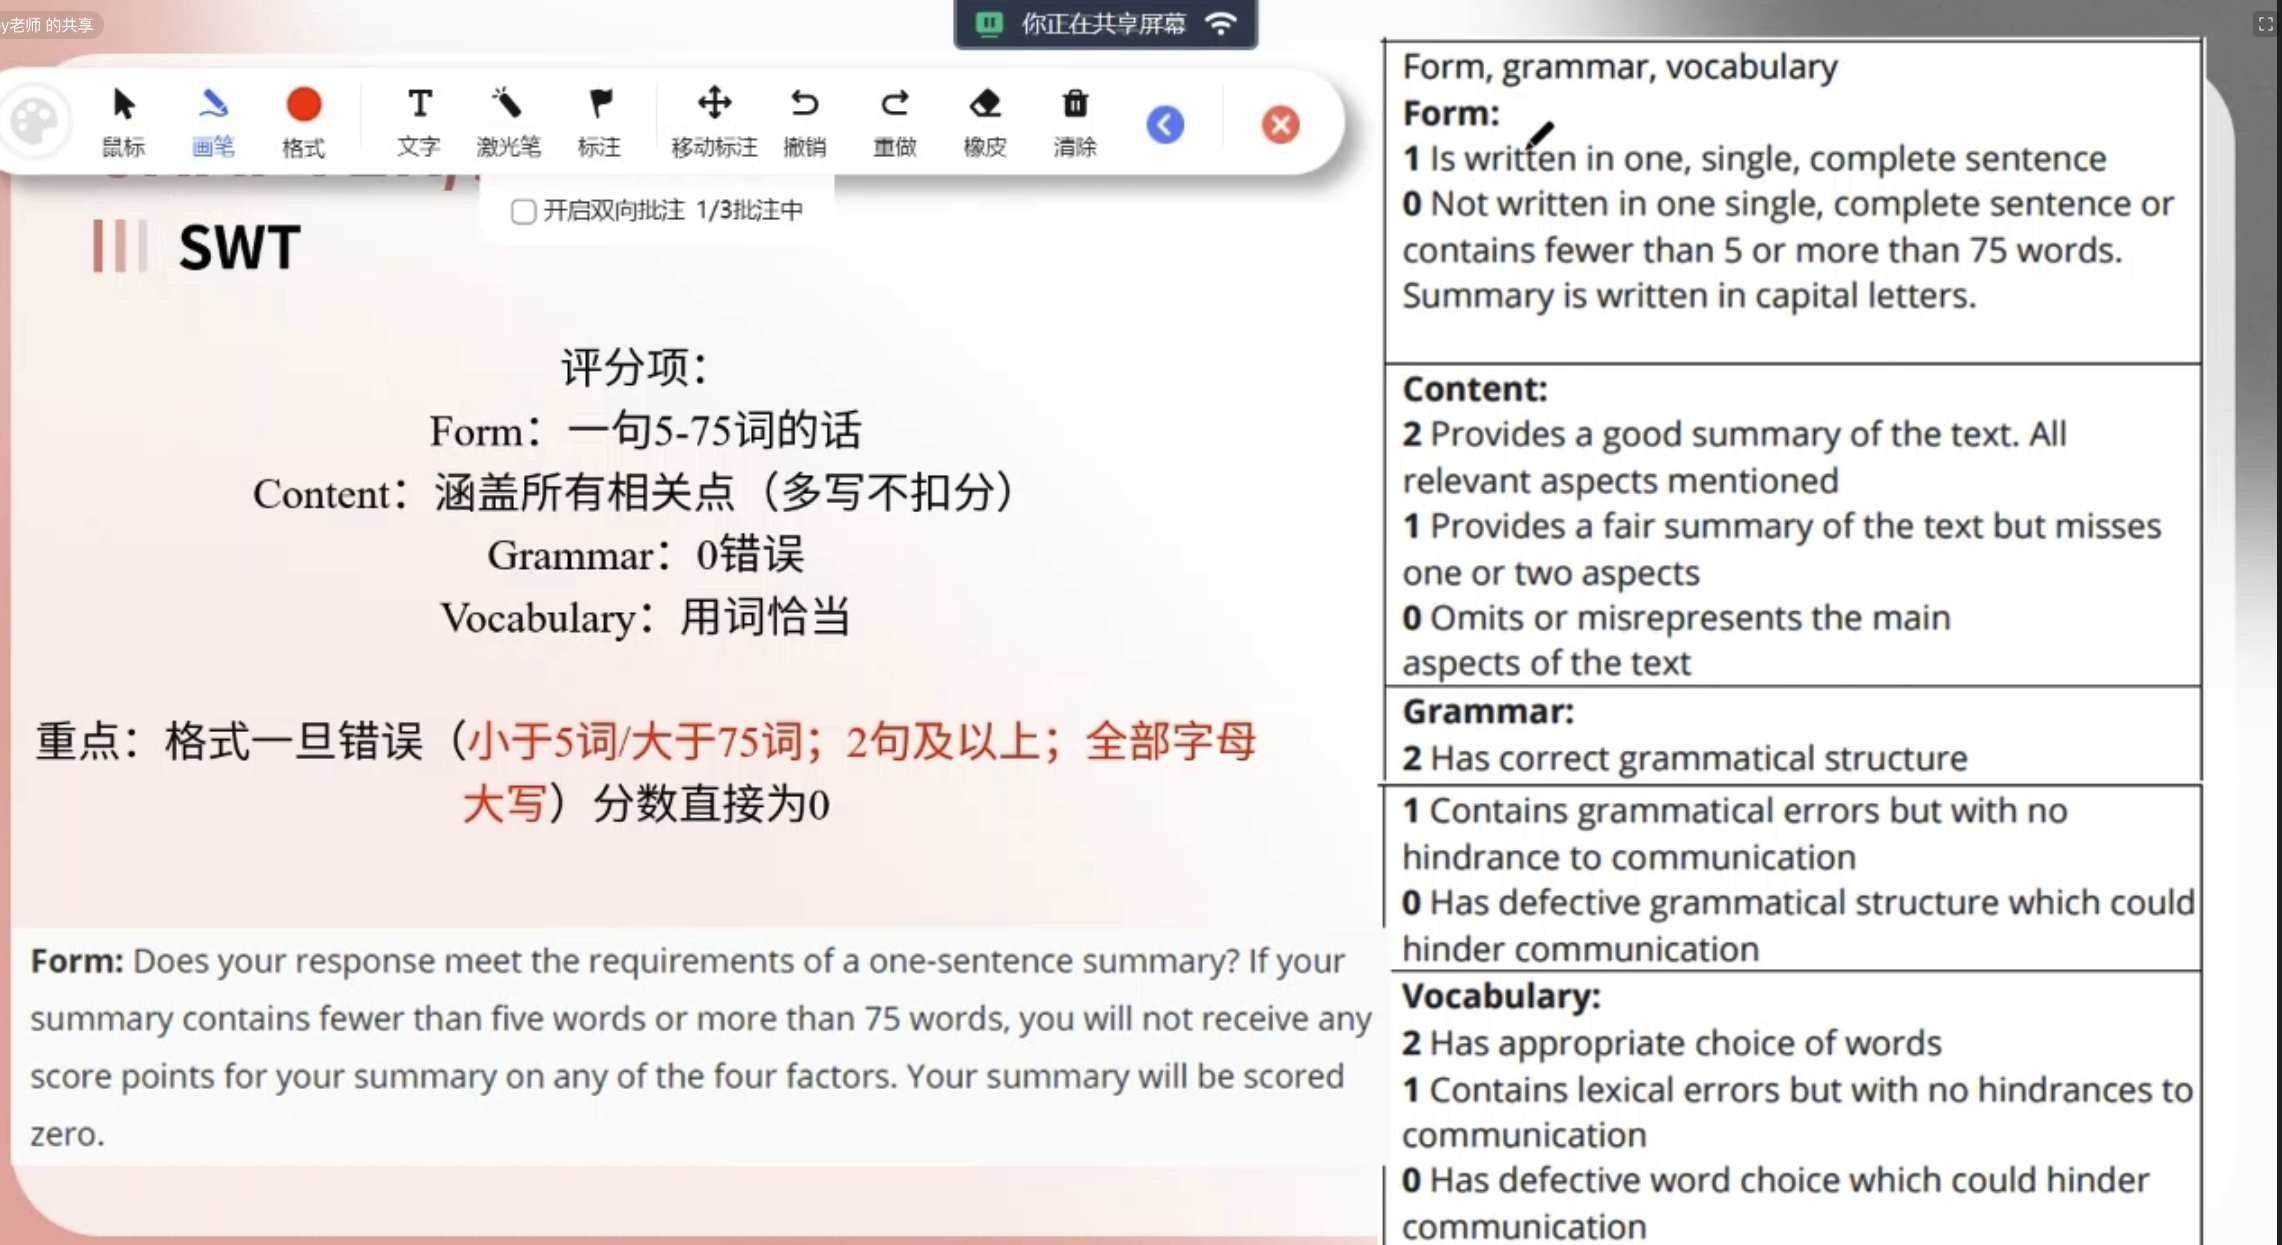 y老师 的共享
你正在共享屏幕
鼠标 画笔 格式 文字 激光笔 标注 移动标注 撤销 重做 橡皮 清除
开启双向批注 1/3批注中
SWT
评分项：
Form：一句5-75词的话
Content：涵盖所有相关点（多写不扣分）
Grammar：0错误
Vocabulary：用词恰当
重点：格式一旦错误（小于5词/大于75词；2句及以上；全部字母
大写）分数直接为0
Form: Does your response meet the requirements of a one-sentence summary? If your
summary contains fewer than five words or more than 75 words, you will not receive any
score points for your summary on any of the four factors. Your summary will be scored
zero.
Form, grammar, vocabulary
Form:
1 Is written in one, single, complete sentence
0 Not written in one single, complete sentence or
contains fewer than 5 or more than 75 words.
Summary is written in capital letters.
Content:
2 Provides a good summary of the text. All
relevant aspects mentioned
1 Provides a fair summary of the text but misses
one or two aspects
0 Omits or misrepresents the main
aspects of the text
Grammar:
2 Has correct grammatical structure
1 Contains grammatical errors but with no
hindrance to communication
0 Has defective grammatical structure which could
hinder communication
Vocabulary:
2 Has appropriate choice of words
1 Contains lexical errors but with no hindrances to
communication
0 Has defective word choice which could hinder
communication